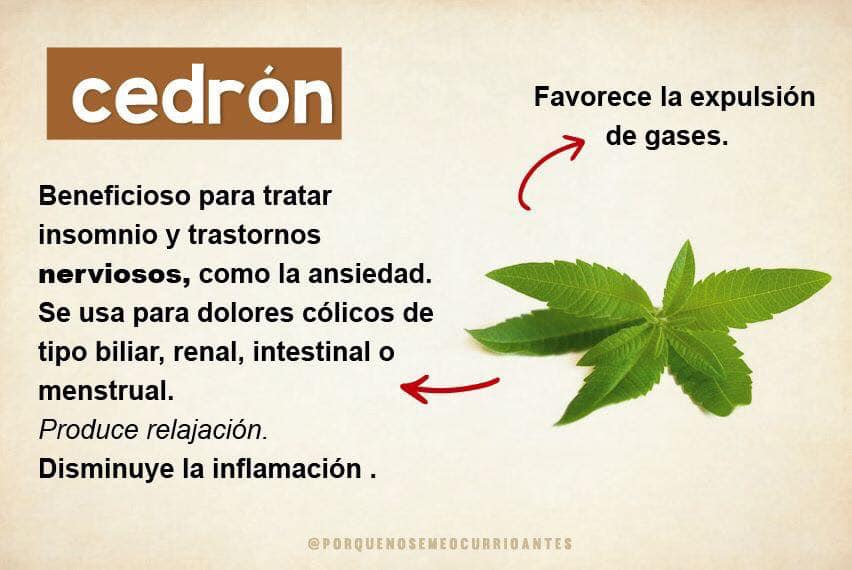 cedrón
Favorece la expulsión
de gases.
Beneficioso para tratar
insomnio y trastornos
nerviosos, como la ansiedad.
Se usa para dolores cólicos de
tipo biliar, renal, intestinal o
menstrual.
Produce relajación.
Disminuye la inflamación .
@PORQUENOSEMEOCURRIOANTES